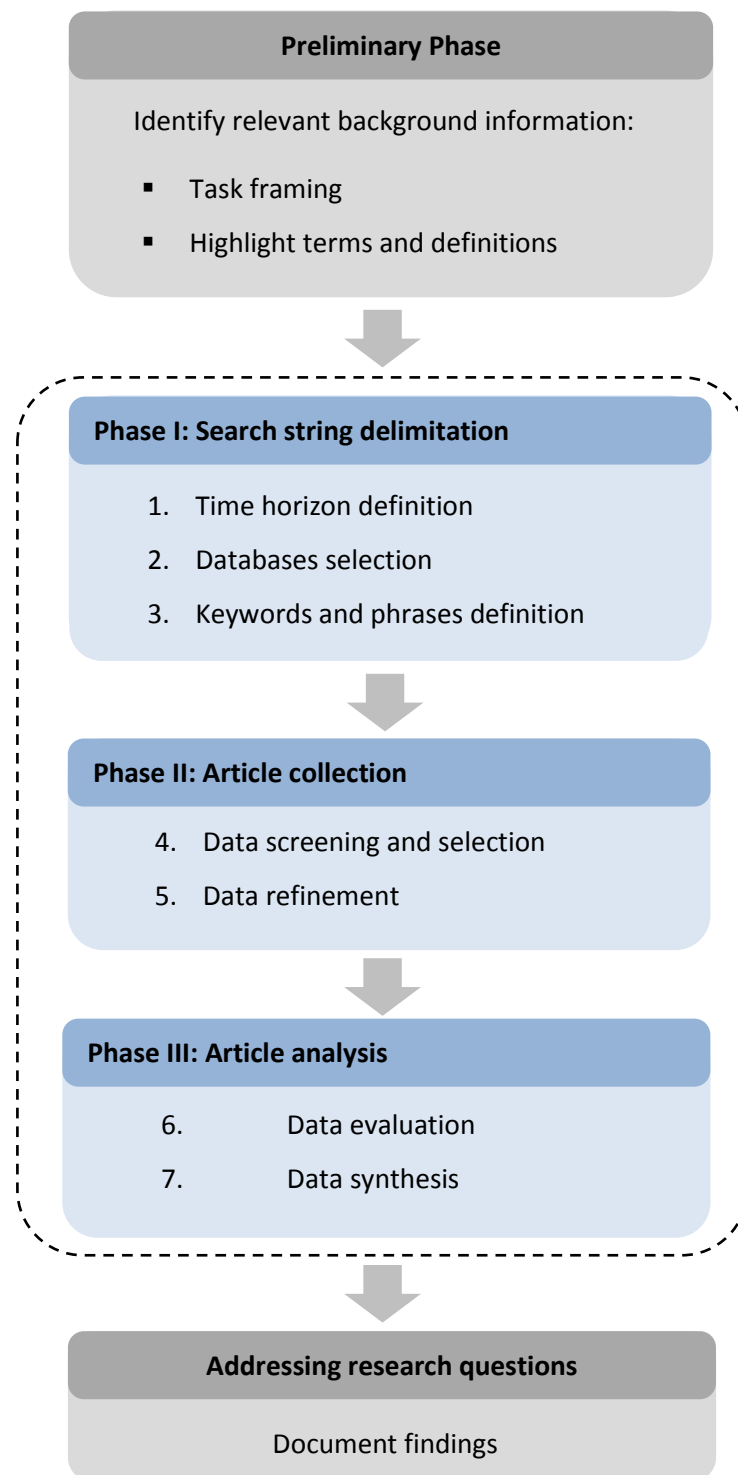 Preliminary Phase
Identify relevant background information:
▪ Task framing
▪ Highlight terms and definitions
Phase I: Search string delimitation
1. Time horizon definition
2. Databases selection
3. Keywords and phrases definition
Phase II: Article collection
4. Data screening and selection
5. Data refinement
Phase III: Article analysis
6. Data evaluation
7. Data synthesis
Addressing research questions
Document findings